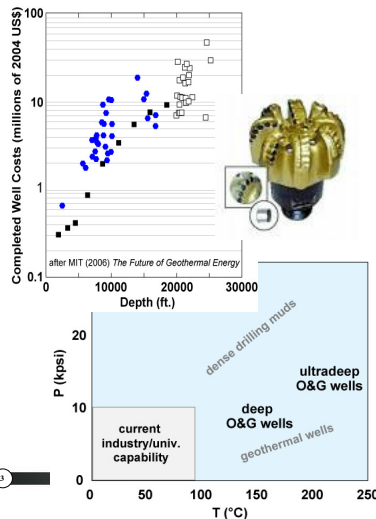 Completed Well Costs (millions of 2004 US$)
100
10
1
0.1
after MIT (2006) The Future of Geothermal Energy
0
10000
20000
30000
Depth (ft.)
P (kpsi)
20
10
0
dense drilling muds
ultradeep
O&G wells
deep
O&G wells
geothermal wells
current
industry/univ.
capability
0
50
100
150
200
250
T (°C)
3